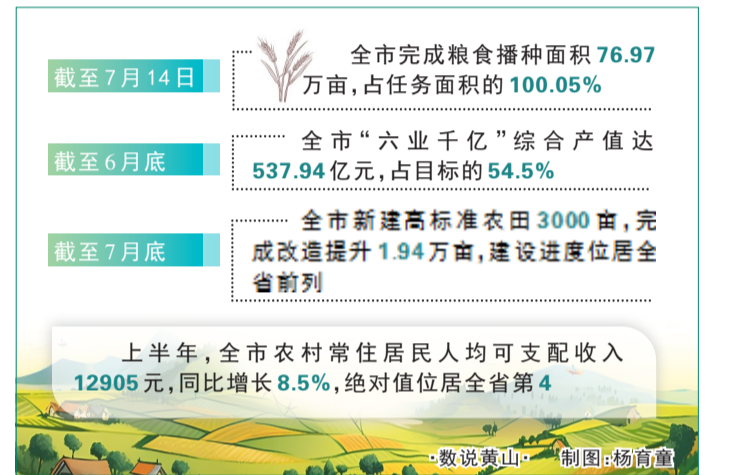 截至7月14日
全市完成粮食播种面积76.97
万亩,占任务面积的100.05%
截至6月底
全市“六业千亿”综合产值达
537.94亿元,占目标的54.5%
截至7月底
全市新建高标准农田3000亩,完
成改造提升1.94万亩,建设进度位居全
省前列
上半年,全市农村常住居民人均可支配收入
12905元,同比增长8.5%,绝对值位居全省第4
·数说黄山· 制图:杨育童